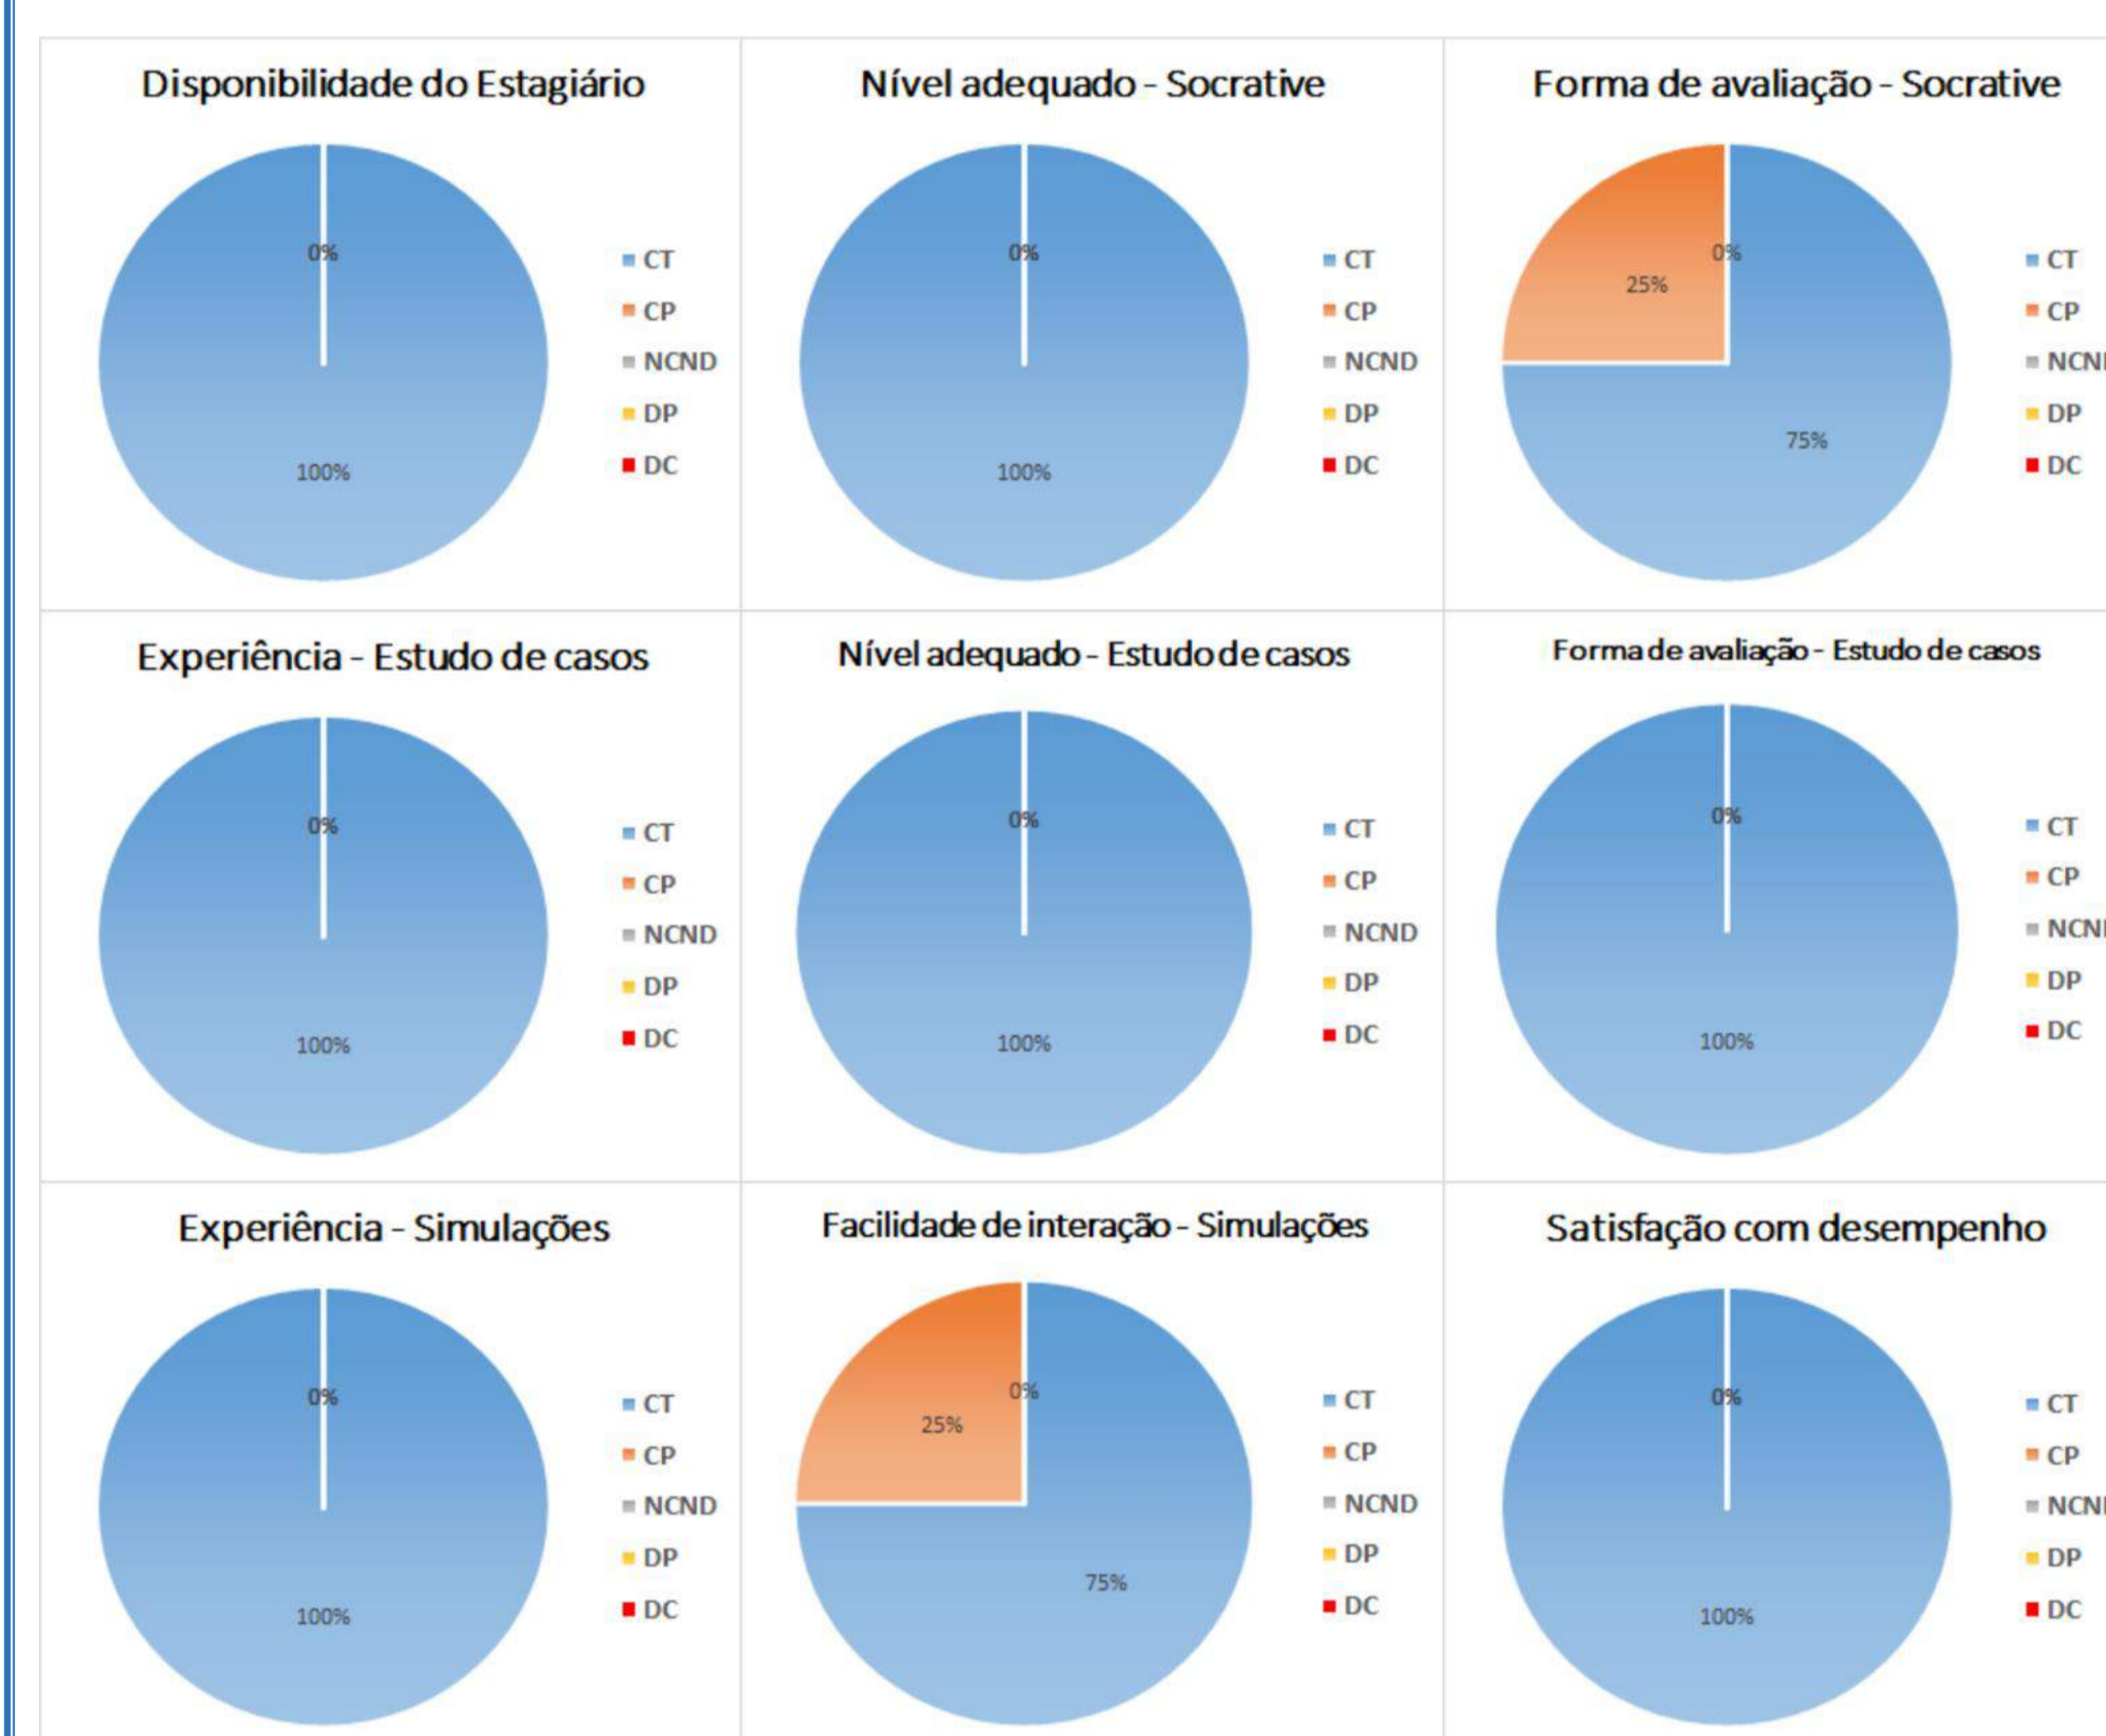 Disponibilidade do Estagiário
0%
100%
CT
CP
NCND
DP
DC
Nível adequado - Socrative
0%
100%
CT
CP
NCND
DP
DC
Forma de avaliação - Socrative
0%
25%
75%
CT
CP
DP
DC
Experiência - Estudo de casos
0%
100%
CT
CP
NCND
DP
DC
Nível adequado - Estudo de casos
0%
100%
CT
CP
NCND
DP
DC
Forma de avaliação - Estudo de casos
0%
100%
CT
CP
DP
DC
Experiência - Simulações
0%
100%
CT
CP
NCND
DP
DC
Facilidade de interação - Simulações
0%
25%
75%
CT
CP
NCND
DP
DC
Satisfação com desempenho
0%
100%
CT
CP
DP
DC